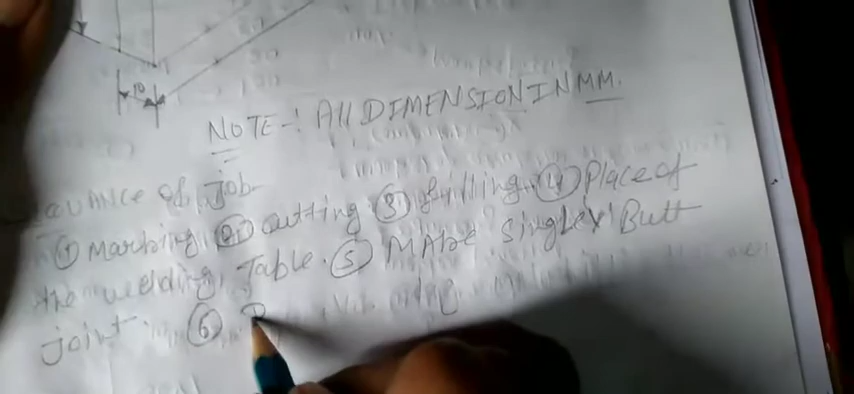 10
NOTE-: All DIMENSION IN MM.
of job
① Marking ② cutting ③ filling ④ Place of
the welding Table. ⑤ MAke single 'V' Butt
joint. ⑥